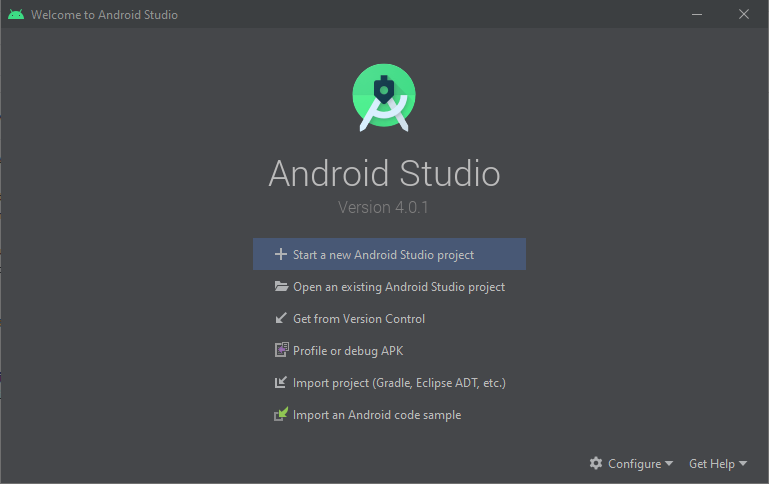 Welcome to Android Studio
Android Studio
Version 4.0.1
Start a new Android Studio project
Open an existing Android Studio project
Get from Version Control
Profile or debug APK
Import project (Gradle, Eclipse ADT, etc.)
Import an Android code sample
Configure
Get Help